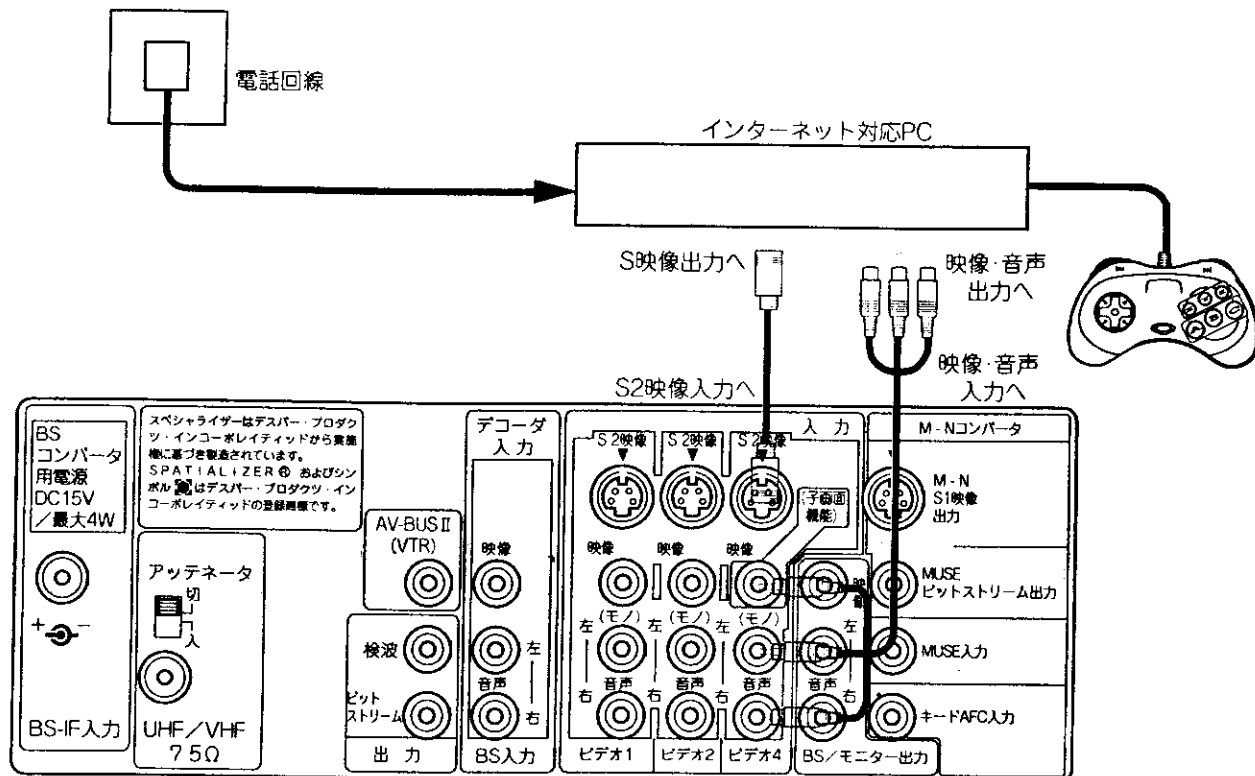 電話回線
インターネット対応PC
S映像出力へ
映像・音声
出力へ
映像・音声
入力へ
S2映像入力へ
BS
コンバータ
用電源
DC15V
/最大4W
BS-IF入力
スペシャライザーはデスパー・プロダク
ツ・インコーポレイティッドから実施
権に基づき製造されています。
SPATIALIZER® およびシン
ボル はデスパー・プロダクツ・イン
コーポレイティッドの登録商標です。
アッテネータ
切
入
UHF/VHF
75Ω
AV-BUSⅡ
(VTR)
検波
ビット
ストリーム
出力
デコーダ
入力
映像
左
音声
右
BS入力
入力
S2映像
S2映像
S2映像
(子画面
機能)
映像
映像
映像
映像
(モノ)
(モノ)
(モノ)
左
左
左
左
音声
音声
音声
音声
右
右
右
右
ビデオ1
ビデオ2
ビデオ4
BS/モニター出力
M-Nコンバータ
M-N
S1映像
出力
MUSE
ビットストリーム出力
MUSE入力
キードAFC入力
+
-